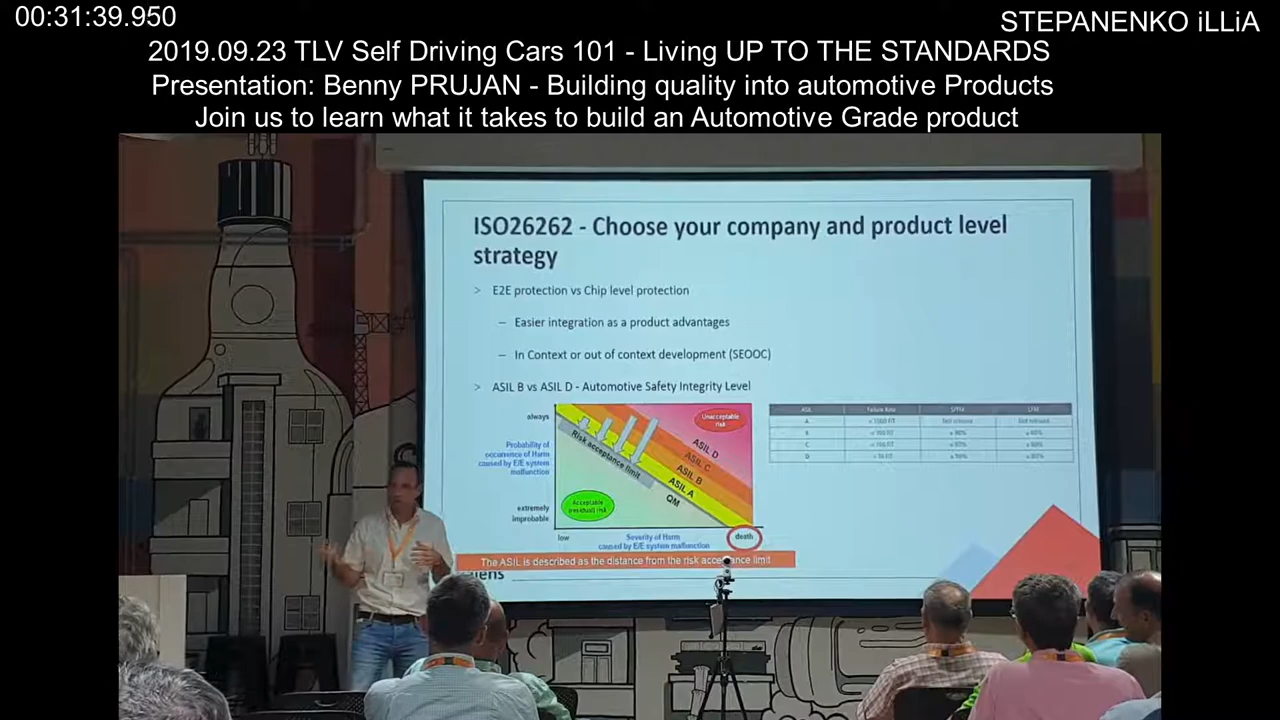 00:31:39.950
STEPANENKO iLLiA
2019.09.23 TLV Self Driving Cars 101 - Living UP TO THE STANDARDS
Presentation: Benny PRUJAN - Building quality into automotive Products
Join us to learn what it takes to build an Automotive Grade product
ISO26262 - Choose your company and product level
strategy
> E2E protection vs Chip level protection
– Easier integration as a product advantages
– In Context or out of context development (SEOOC)
> ASIL B vs ASIL D - Automotive Safety Integrity Level
always
Probability of
occurrence of Harm
caused by E/E system
malfunction
extremely
improbable
Unacceptable
risk
Risk acceptance limit
ASIL D
ASIL C
ASIL B
ASIL A
QM
Acceptable
(residual) risk
low
Severity of Harm
caused by E/E system malfunction
death
The ASIL is described as the distance from the risk acceptance limit
ASIL
Failure Rate
SPFM
LFM
A
B
C
D